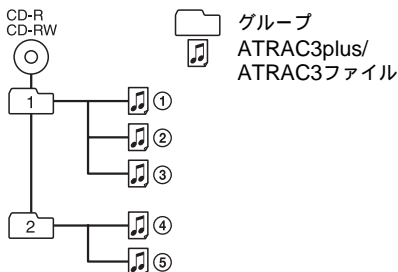 CD-R
CD-RW
グループ
ATRAC3plus/
ATRAC3ファイル
1
①
②
③
2
④
⑤